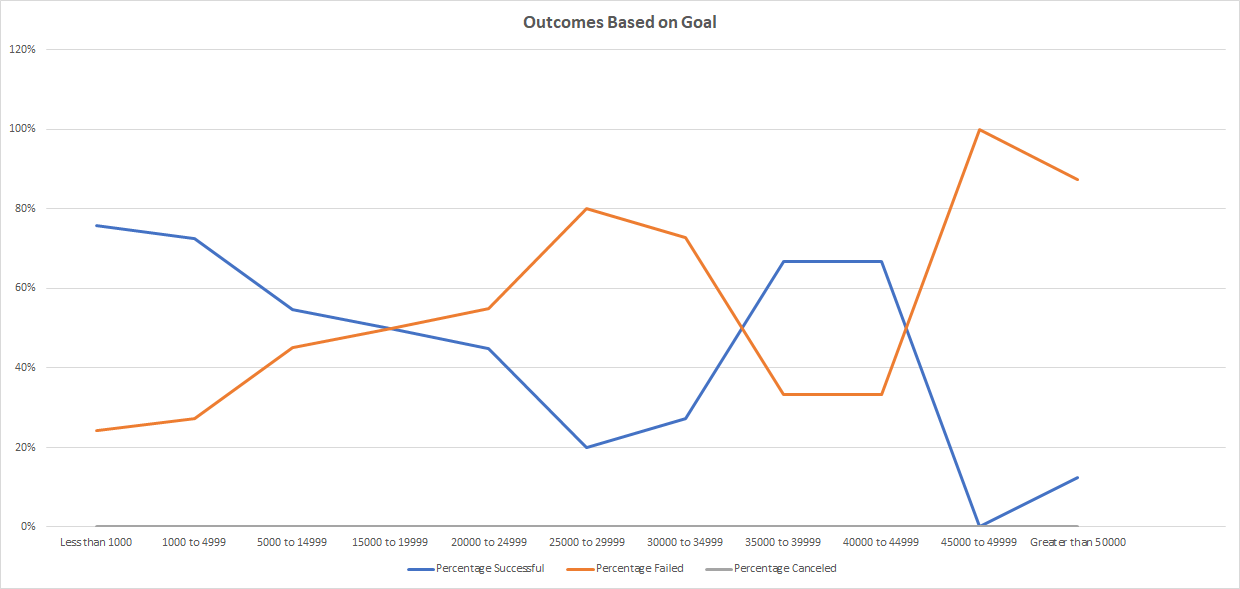 Outcomes Based on Goal
120%
100%
80%
60%
40%
20%
0%
Less than 1000 1000 to 4999 5000 to 14999 15000 to 19999 20000 to 24999 25000 to 29999 30000 to 34999 35000 to 39999 40000 to 44999 45000 to 49999 Greater than 50000
Percentage Successful Percentage Failed Percentage Canceled